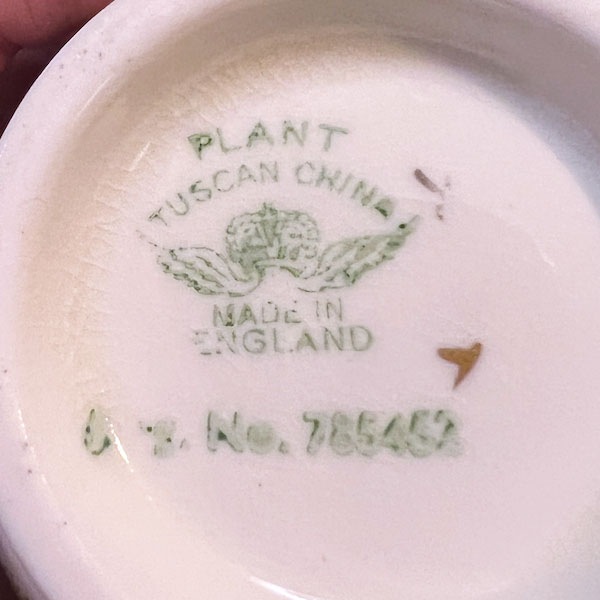 PLANT
TUSCAN CHINA
MADE IN
ENGLAND
No. 785452